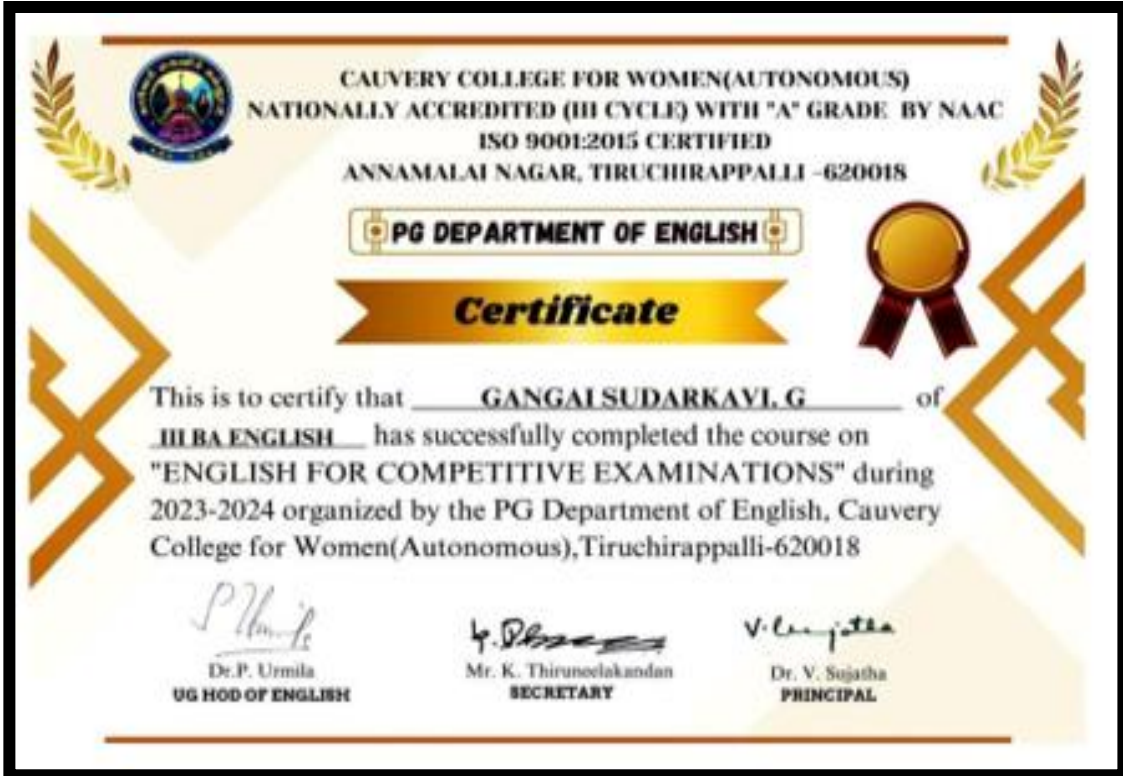 CAUVERY COLLEGE FOR WOMEN(AUTONOMOUS)
NATIONALLY ACCREDITED (III CYCLE) WITH "A" GRADE BY NAAC
ISO 9001:2015 CERTIFIED
ANNAMALAI NAGAR, TIRUCHIRAPPALLI -620018
PG DEPARTMENT OF ENGLISH
Certificate
This is to certify that GANGAI SUDARKAVI. G of
III BA ENGLISH has successfully completed the course on
"ENGLISH FOR COMPETITIVE EXAMINATIONS" during
2023-2024 organized by the PG Department of English, Cauvery
College for Women(Autonomous),Tiruchirappalli-620018
Dr.P. Urmila
UG HOD OF ENGLISH
Mr. K. Thiruneelakandan
SECRETARY
Dr. V. Sujatha
PRINCIPAL